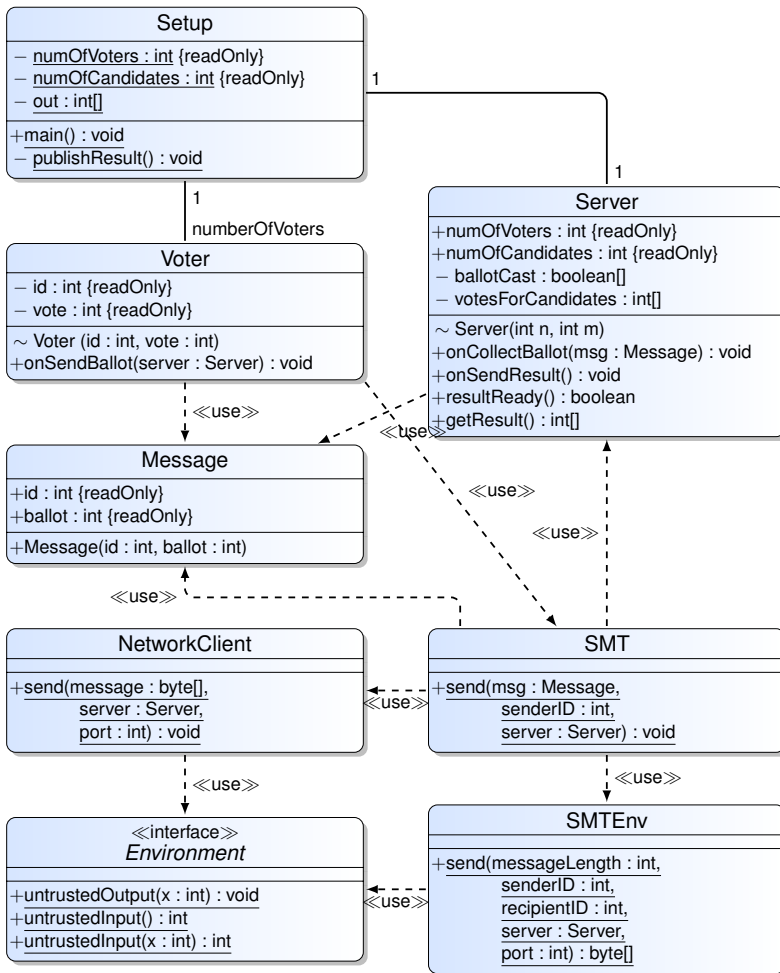 Setup
− numOfVoters : int {readOnly}
− numOfCandidates : int {readOnly}
− out : int[]
+main() : void
− publishResult() : void
1
1
1
numberOfVoters
Server
+numOfVoters : int {readOnly}
+numOfCandidates : int {readOnly}
− ballotCast : boolean[]
− votesForCandidates : int[]
∼ Server(int n, int m)
+onCollectBallot(msg : Message) : void
+onSendResult() : void
+resultReady() : boolean
+getResult() : int[]
Voter
− id : int {readOnly}
− vote : int {readOnly}
∼ Voter (id : int, vote : int)
+onSendBallot(server : Server) : void
≪use≫
≪use≫
≪use≫
≪use≫
Message
+id : int {readOnly}
+ballot : int {readOnly}
+Message(id : int, ballot : int)
≪use≫
NetworkClient
+send(message : byte[],
server : Server,
port : int) : void
≪use≫
SMT
+send(msg : Message,
senderID : int,
server : Server) : void
≪use≫
≪use≫
≪interface≫
Environment
+untrustedOutput(x : int) : void
+untrustedInput() : int
+untrustedInput(x : int) : int
≪use≫
SMTEnv
+send(messageLength : int,
senderID : int,
recipientID : int,
server : Server,
port : int) : byte[]